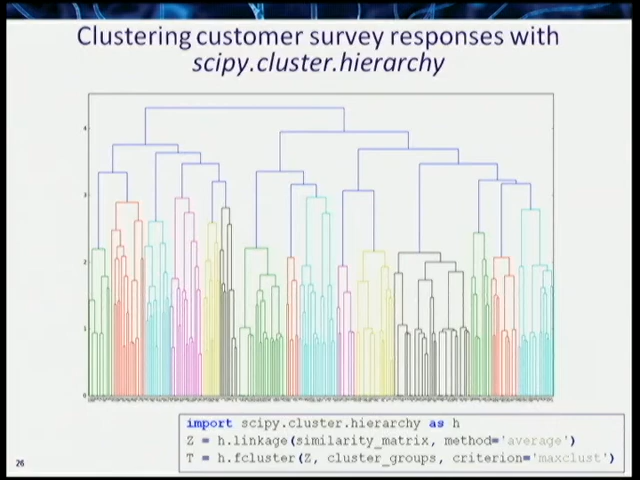 Clustering customer survey responses with
scipy.cluster.hierarchy
4
3
2
1
0
import scipy.cluster.hierarchy as h
Z = h.linkage(similarity_matrix, method='average')
T = h.fcluster(Z, cluster_groups, criterion='maxclust')
26